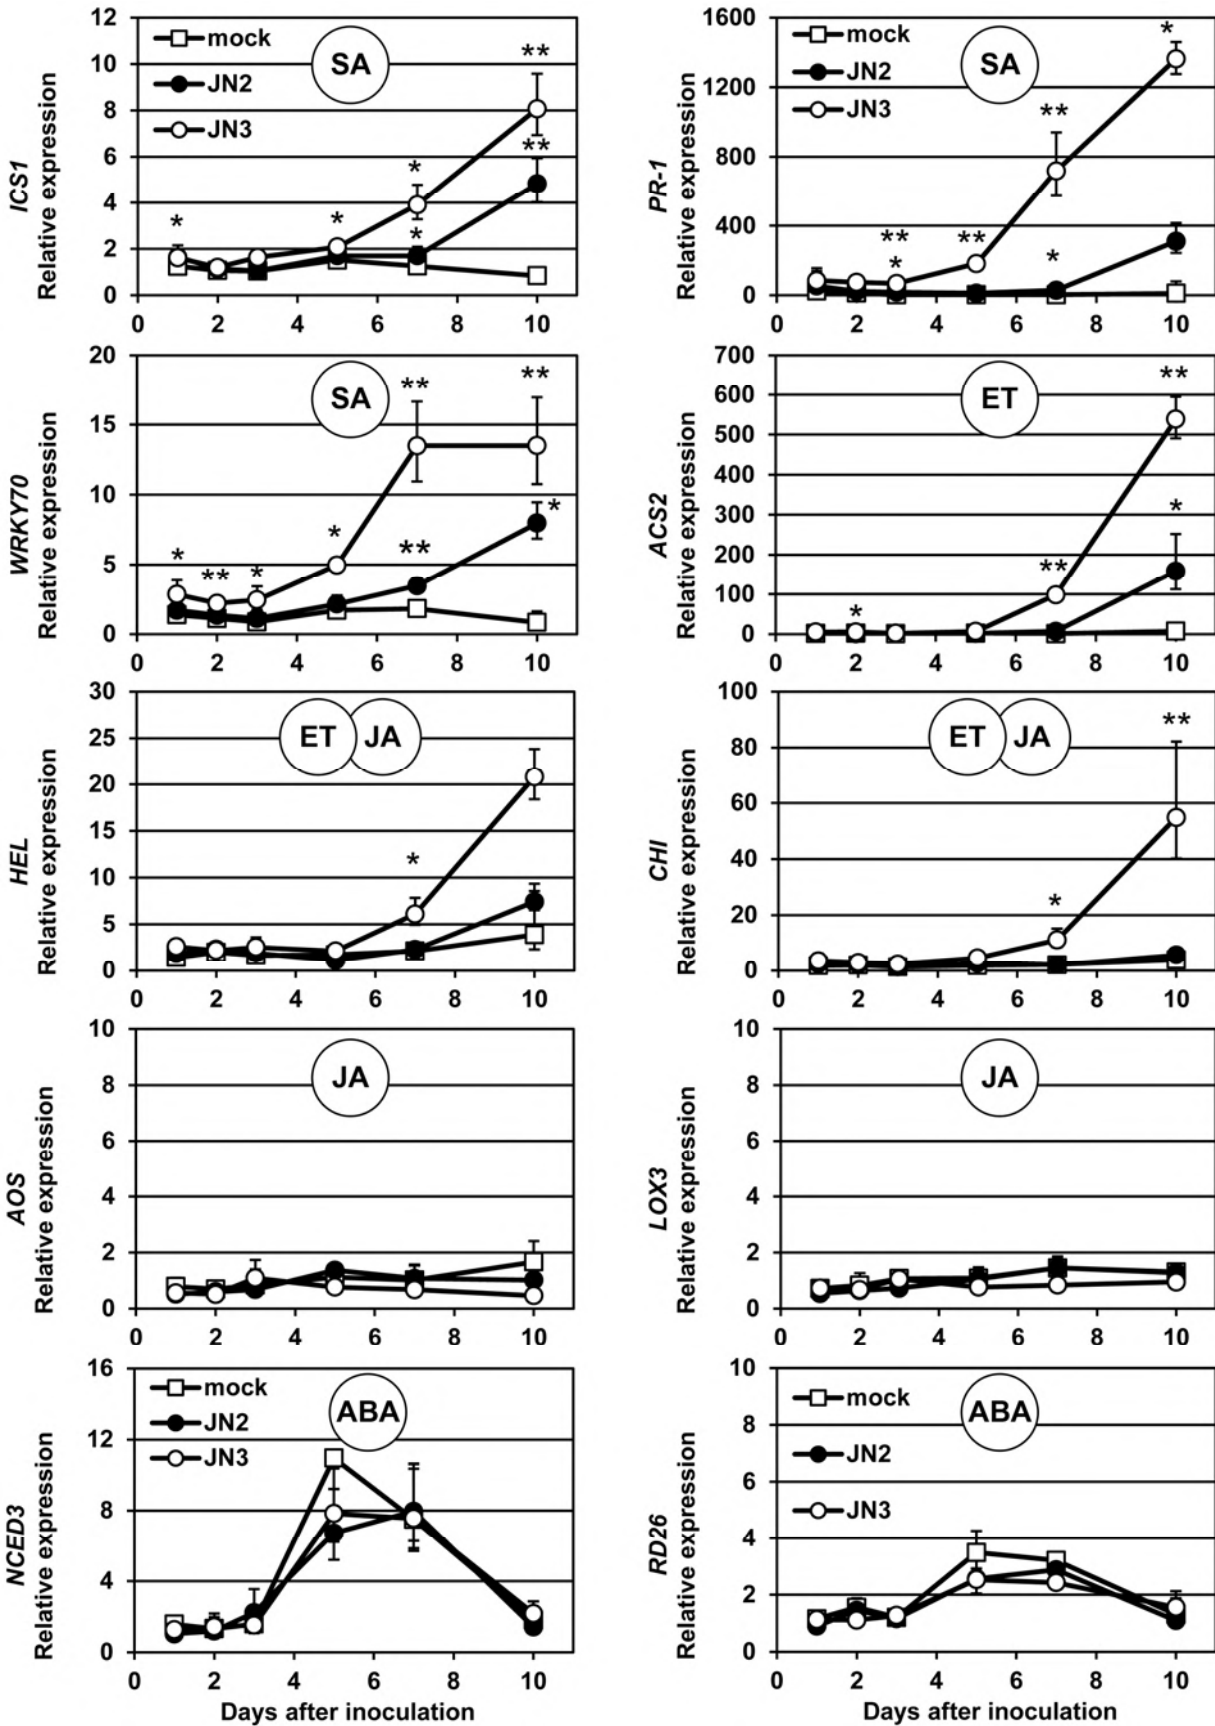 ICS1
Relative expression
12
10
8
6
4
2
0
mock
JN2
JN3
SA
*
*
*
*
**
**
0 2 4 6 8 10
PR-1
Relative expression
1600
1400
800
400
0
mock
JN2
JN3
SA
**
*
**
**
*
*
0 2 4 6 8 10
WRKY70
Relative expression
20
15
10
5
0
SA
*
**
*
*
**
**
**
*
0 2 4 6 8 10
ACS2
Relative expression
700
600
500
400
300
200
100
0
ET
*
**
**
*
0 2 4 6 8 10
HEL
Relative expression
30
25
20
15
10
5
0
ET JA
*
0 2 4 6 8 10
CHI
Relative expression
100
80
60
40
20
0
ET JA
*
**
0 2 4 6 8 10
AOS
Relative expression
10
8
6
4
2
0
JA
0 2 4 6 8 10
LOX3
Relative expression
10
8
6
4
2
0
JA
0 2 4 6 8 10
NCED3
Relative expression
16
12
8
4
0
mock
JN2
JN3
ABA
0 2 4 6 8 10
Days after inoculation
RD26
Relative expression
10
8
6
4
2
0
mock
JN2
JN3
ABA
0 2 4 6 8 10
Days after inoculation